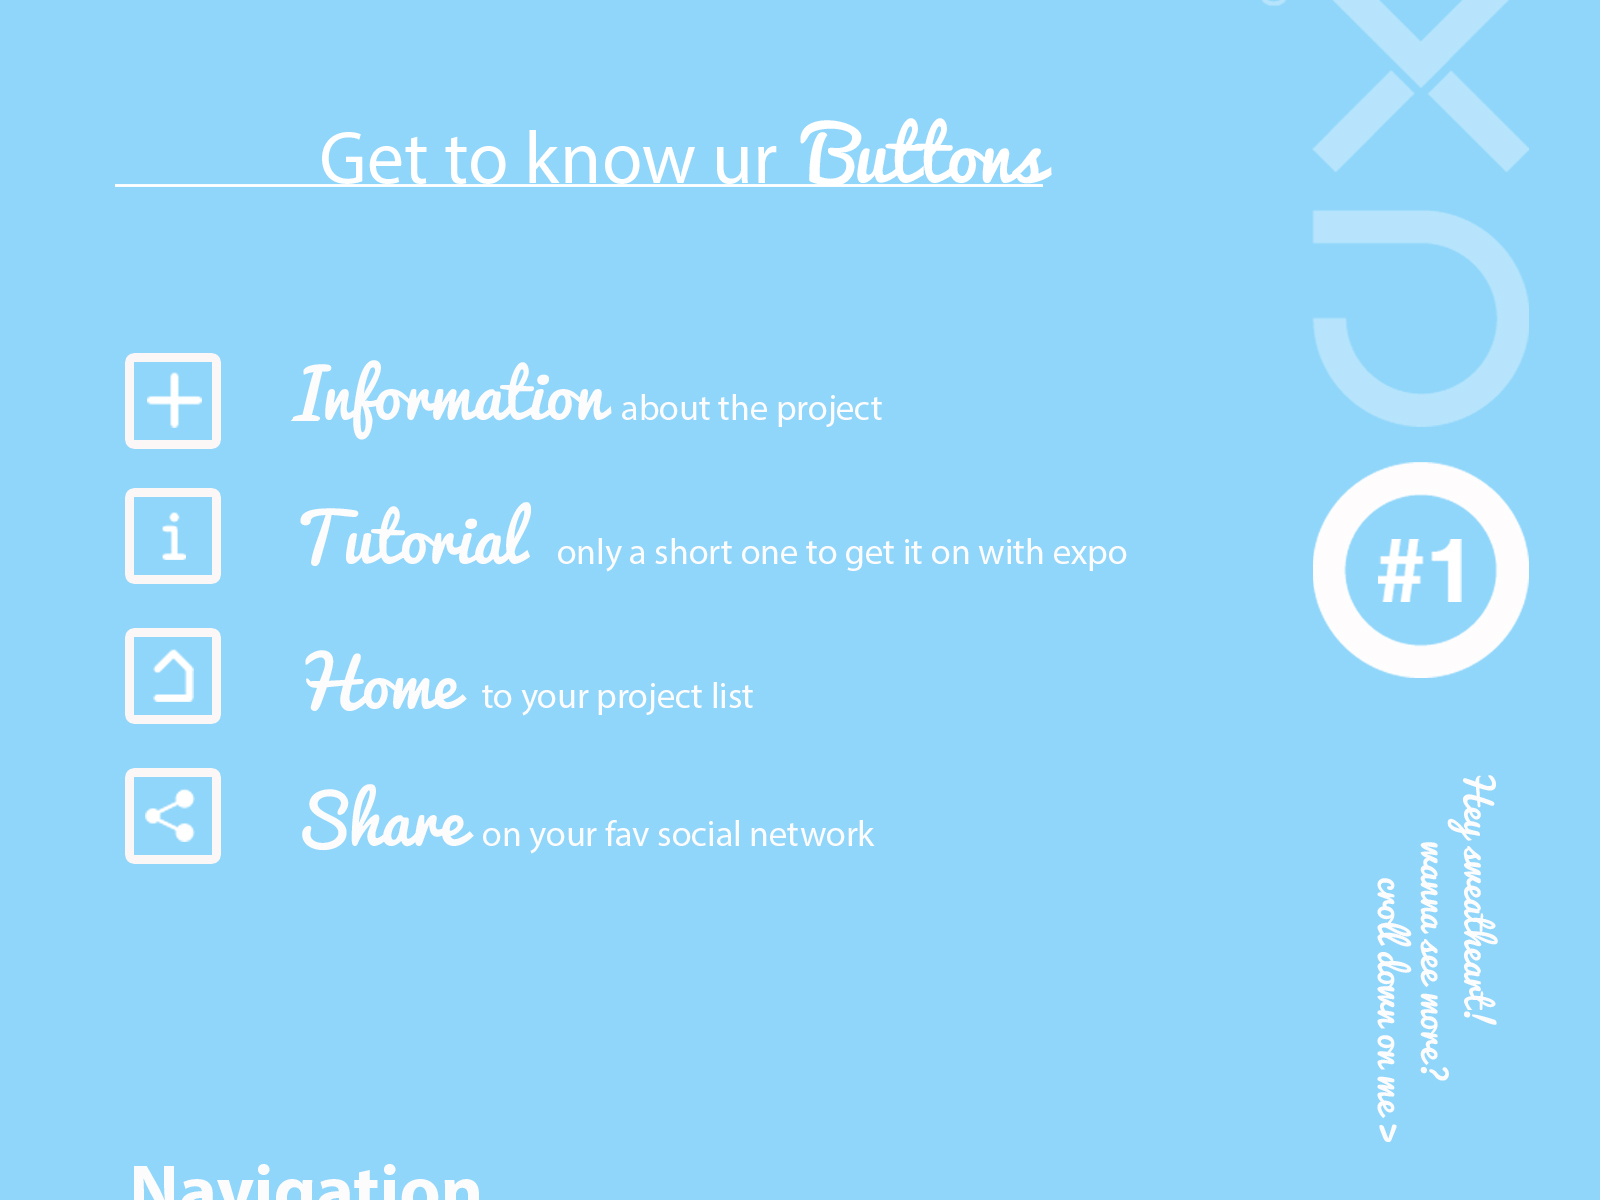 Get to know ur Buttons
Information about the project
i
Tutorial only a short one to get it on with expo
Home to your project list
Share on your fav social network
#1
Hey sweatheart!
wanna see more?
croll down on me >
Navigation